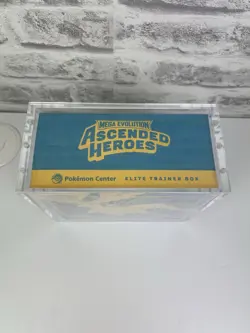 MEGA EVOLUTION
ASCENDED
HEROES
Pokémon Center ELITE TRAINER BOX